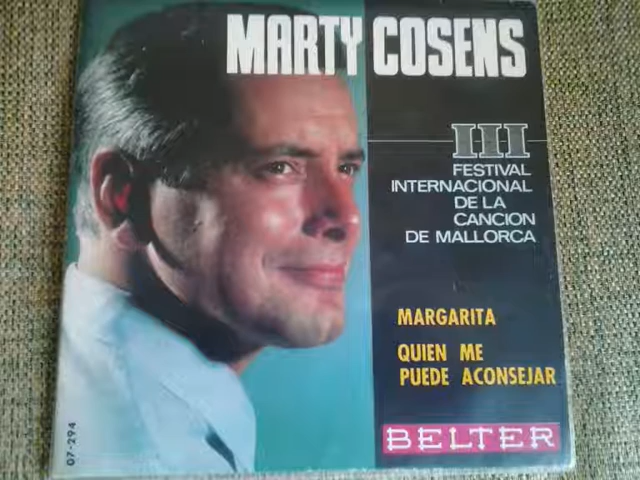 MARTY COSENS
III
FESTIVAL
INTERNACIONAL
DE LA
CANCION
DE MALLORCA
MARGARITA
QUIEN ME
PUEDE ACONSEJAR
BELTER
07-294